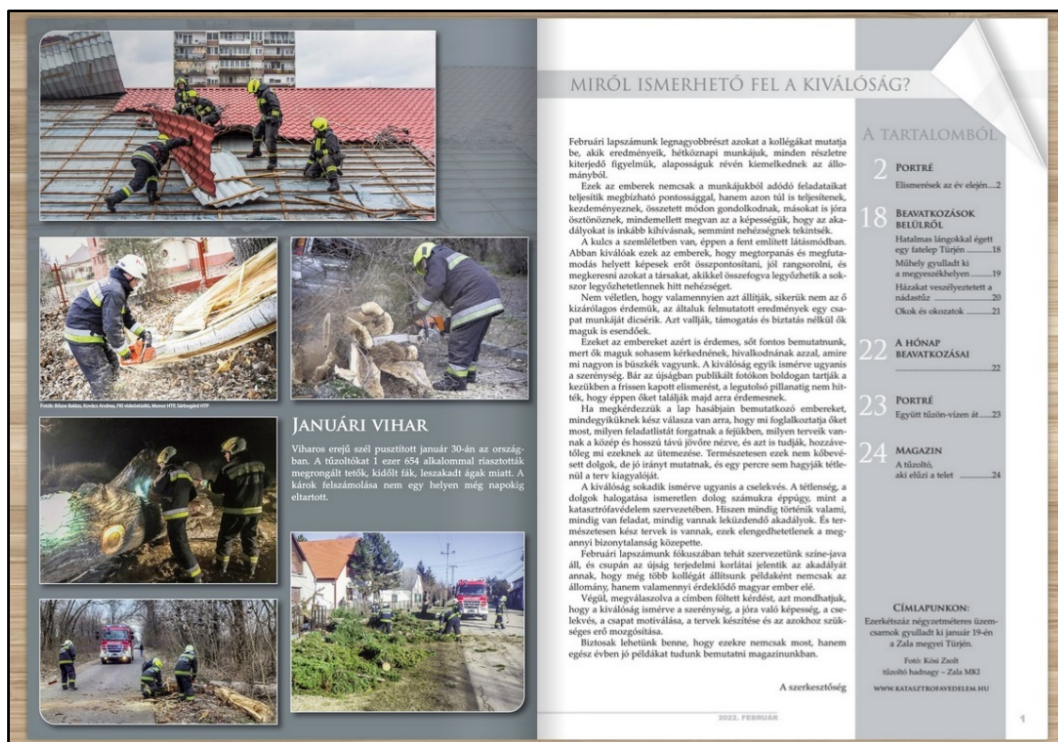 Fotók: Bózse Balázs, Kovács Andrea, FKI videóstúdió, Monor HTP, Sárbogárd HTP
JANUÁRI VIHAR
Viharos erejű szél pusztított január 30-án az ország-
ban. A tűzoltókat 1 ezer 654 alkalommal riasztották
megrongált tetők, kidőlt fák, leszakadt ágak miatt. A
károk felszámolása nem egy helyen még napokig
eltartott.
MIRŐL ISMERHETŐ FEL A KIVÁLÓSÁG?
Februári lapszámunk legnagyobbrészt azokat a kollégákat mutatja
be, akik eredményeik, hétköznapi munkájuk, minden részletre
kiterjedő figyelmük, alaposságuk révén kiemelkednek az állo-
mányból.
Ezek az emberek nemcsak a munkájukból adódó feladataikat
teljesítik megbízható pontossággal, hanem azon túl is teljesítenek,
kezdeményeznek, összetett módon gondolkodnak, másokat is jóra
ösztönöznek, mindemellett megvan az a képességük, hogy az aka-
dályokat is inkább kihívásnak, semmint nehézségnek tekintsék.
A kulcs a szemléletben van, éppen a fent említett látásmódban.
Abban kiválóak ezek az emberek, hogy megtorpanás és megfuta-
modás helyett képesek erőt összpontosítani, jól rangsorolni, és
megkeresni azokat a társakat, akikkel összefogva legyőzhetik a sok-
szor legyőzhetetlennek hitt nehézséget.
Nem véletlen, hogy valamennyien azt állítják, sikerük nem az ő
kizárólagos érdemük, az általuk felmutatott eredmények egy csa-
pat munkáját dicsérik. Azt vallják, támogatás és biztatás nélkül ők
maguk is esendőek.
Ezeket az embereket azért is érdemes, sőt fontos bemutatnunk,
mert ők maguk sohasem kérkednének, hivalkodnának azzal, amire
mi nagyon is büszkék vagyunk. A kiválóság egyik ismérve ugyanis
a szerénység. Bár az újságban publikált fotókon boldogan tartják a
kezükben a frissen kapott elismerést, a legutolsó pillanatig nem hit-
ték, hogy éppen őket találják majd arra érdemesnek.
Ha megkérdezzük a lap hasábjain bemutatkozó embereket,
mindegyiküknek kész válasza van arra, hogy mi foglalkoztatja őket
most, milyen feladatlistát forgatnak a fejükben, milyen terveik van-
nak a közép és hosszú távú jövőre nézve, és azt is tudják, hozzáve-
tőleg mi ezeknek az ütemezése. Természetesen ezek nem kőbevé-
sett dolgok, de jó irányt mutatnak, és egy percre sem hagyják tétle-
nül a terv kiagyalóját.
A kiválóság sokadik ismérve ugyanis a cselekvés. A tétlenség, a
dolgok halogatása ismeretlen dolog számukra éppúgy, mint a
katasztrófavédelem szervezetében. Hiszen mindig történik valami,
mindig van feladat, mindig vannak leküzdendő akadályok. És ter-
mészetesen kész tervek is vannak, ezek elengedhetetlenek a meg-
annyi bizonytalanság közepette.
Februári lapszámunk fókuszában tehát szervezetünk színe-java
áll, és csupán az újság terjedelmi korlátai jelentik az akadályát
annak, hogy még több kollégát állítsunk példaként nemcsak az
állomány, hanem valamennyi érdeklődő magyar ember elé.
Végül, megválaszolva a címben föltett kérdést, azt mondhatjuk,
hogy a kiválóság ismérve a szerénység, a jóra való képesség, a cse-
lekvés, a csapat motiválása, a tervek készítése és az azokhoz szük-
séges erő mozgósítása.
Biztosak lehetünk benne, hogy ezekre nemcsak most, hanem
egész évben jó példákat tudunk bemutatni magazinunkban.
A szerkesztőség
A TARTALOMBÓL
2 PORTRÉ
Elismerések az év elején....2
18 BEAVATKOZÁSOK
BELÜLRŐL
Hatalmas lángokkal égett
egy fatelep Türjén ..............18
Műhely gyulladt ki
a megyeszékhelyen ............19
Házakat veszélyeztetett a
nádastűz ..............20
Okok és okozatok ..............21
22 A HÓNAP
BEAVATKOZÁSAI
..............22
23 PORTRÉ
Együtt tűzön-vízen át .....23
24 MAGAZIN
A tűzoltó,
aki elűzi a telet ..............24
CÍMLAPUNKON:
Ezerkétszáz négyzetméteres üzem-
csarnok gyulladt ki január 19-én
a Zala megyei Türjén.
Fotó: Kósi Zsolt
tűzoltó hadnagy – Zala MKI
WWW.KATASZTROFAVEDELEM.HU
2022. FEBRUÁR
1